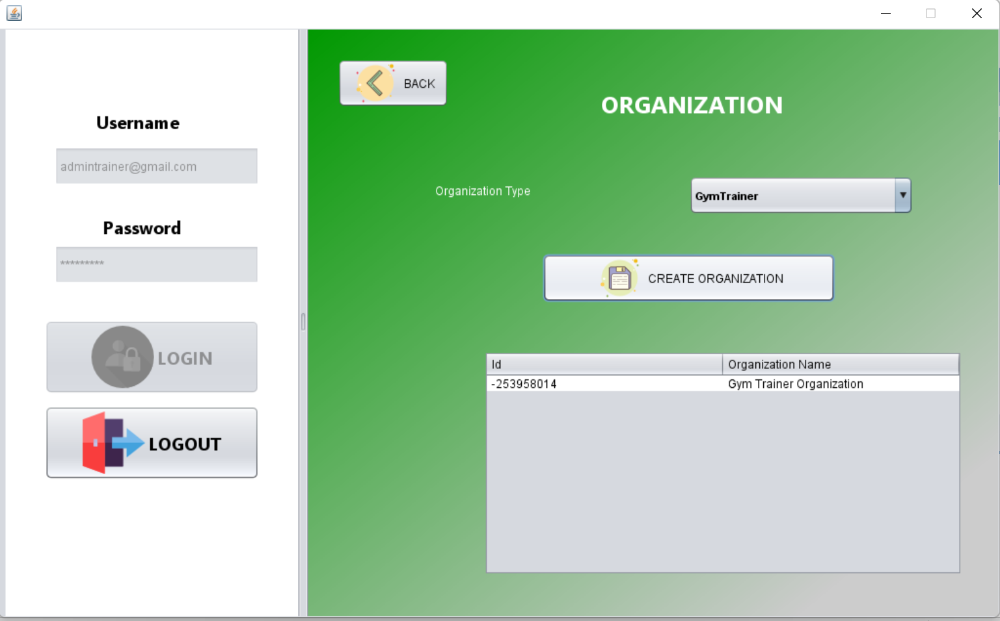 Username
admintrainer@gmail.com
Password
*********
LOGIN
LOGOUT
BACK
ORGANIZATION
Organization Type
GymTrainer
CREATE ORGANIZATION
Id Organization Name
-253958014 Gym Trainer Organization